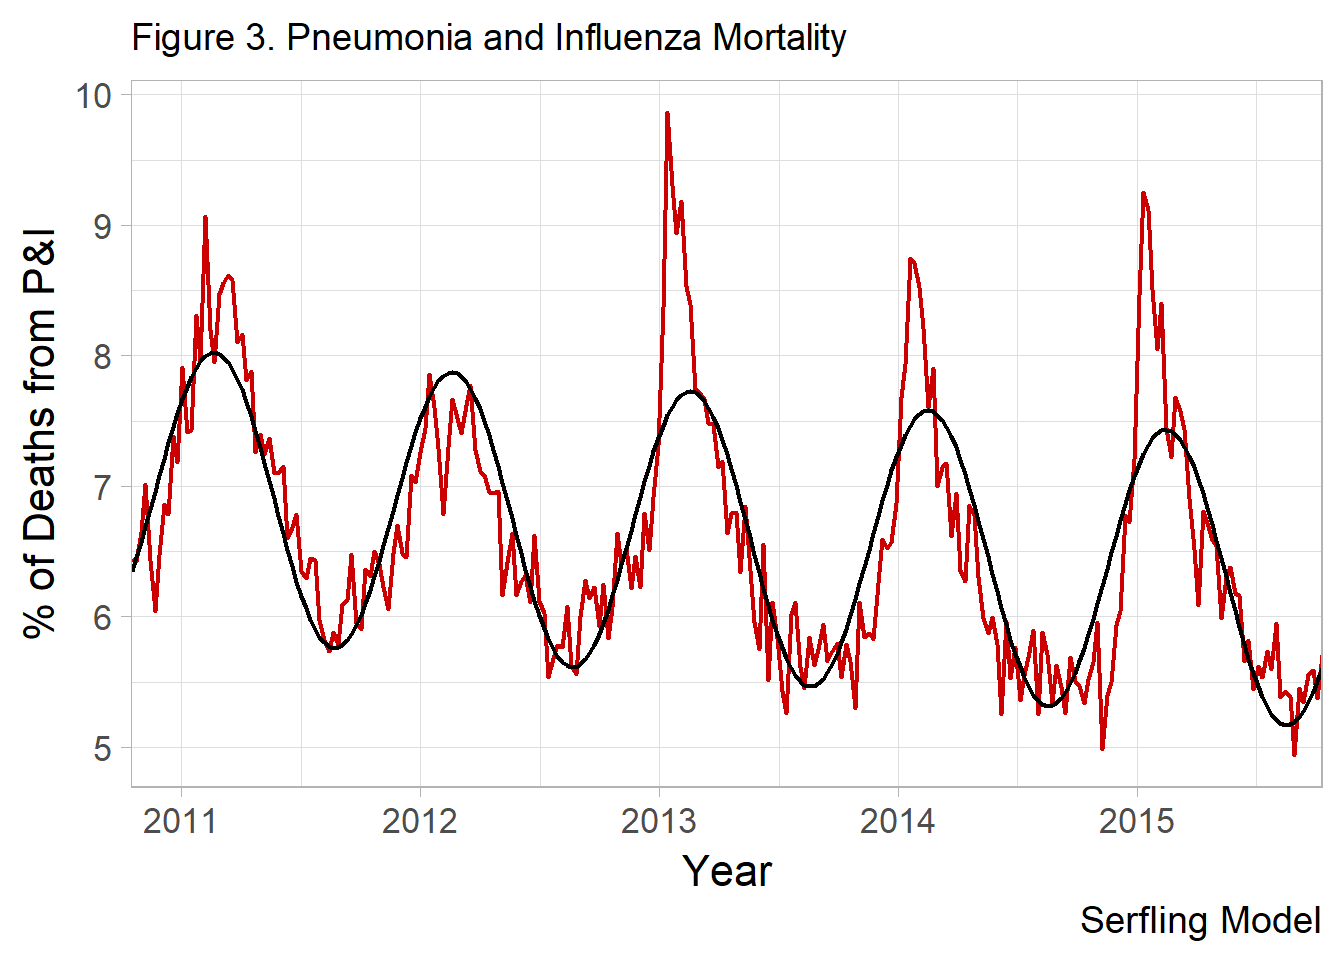 Figure 3. Pneumonia and Influenza Mortality
% of Deaths from P&I
10
9
8
7
6
5
2011 2012 2013 2014 2015
Year
Serfling Model